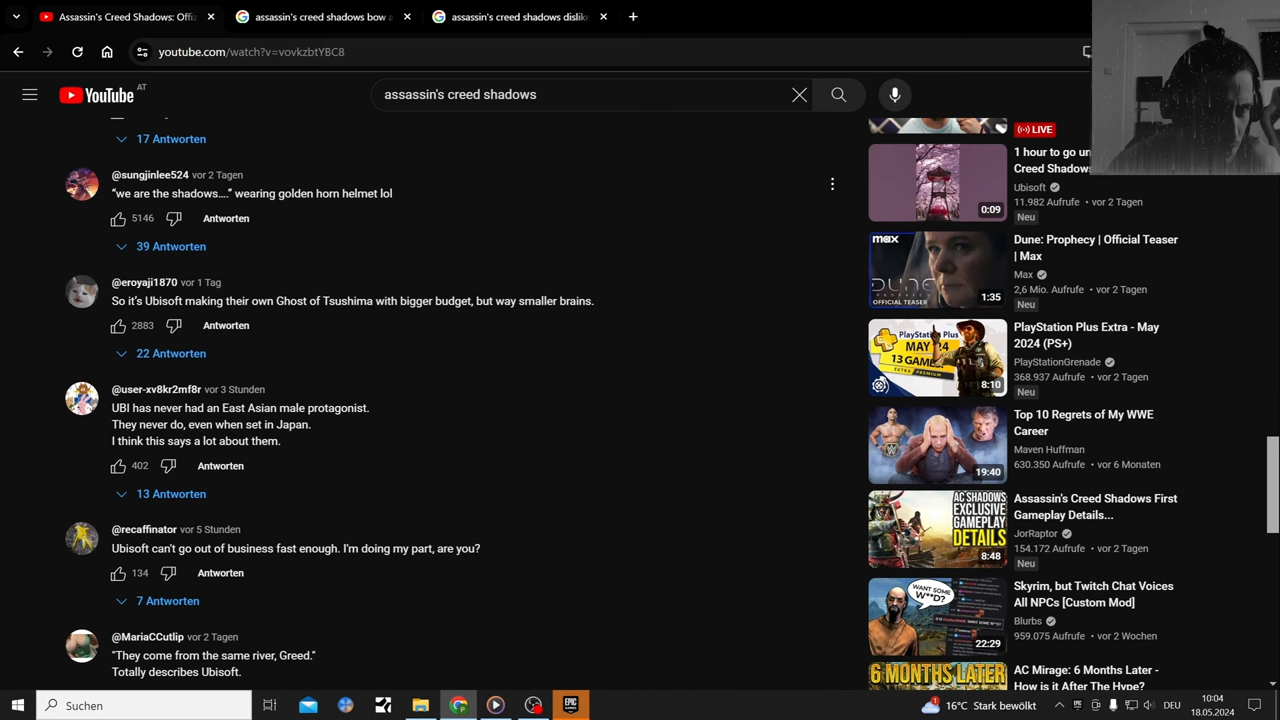 Assassin's Creed Shadows: Offi
assassin's creed shadows bow a
assassin's creed shadows dislike
youtube.com/watch?v=vovkzbtYBC8
YouTube AT
assassin's creed shadows
17 Antworten
@sungjinlee524 vor 2 Tagen
“we are the shadows....” wearing golden horn helmet lol
5146 Antworten
39 Antworten
@eroyaji1870 vor 1 Tag
So it's Ubisoft making their own Ghost of Tsushima with bigger budget, but way smaller brains.
2883 Antworten
22 Antworten
@user-xv8kr2mf8r vor 3 Stunden
UBI has never had an East Asian male protagonist.
They never do, even when set in Japan.
I think this says a lot about them.
402 Antworten
13 Antworten
@recaffinator vor 5 Stunden
Ubisoft can't go out of business fast enough. I'm doing my part, are you?
134 Antworten
7 Antworten
@MariaCCutlip vor 2 Tagen
"They come from the same river, Greed."
Totally describes Ubisoft.
LIVE
0:09
1 hour to go un
Creed Shadows
Ubisoft
11.982 Aufrufe • vor 2 Tagen
Neu
max
DUNE
PROPHECY
OFFICIAL TEASER
1:35
Dune: Prophecy | Official Teaser
| Max
Max
2,6 Mio. Aufrufe • vor 2 Tagen
Neu
PlayStation Plus
MAY 24
13 GAMES!
EXTRA PREMIUM
8:10
PlayStation Plus Extra - May
2024 (PS+)
PlayStationGrenade
368.937 Aufrufe • vor 2 Tagen
Neu
19:40
Top 10 Regrets of My WWE
Career
Maven Huffman
630.350 Aufrufe • vor 6 Monaten
AC SHADOWS
EXCLUSIVE
GAMEPLAY
DETAILS
8:48
Assassin's Creed Shadows First
Gameplay Details...
JorRaptor
154.172 Aufrufe • vor 2 Tagen
Neu
WANT SOME
W**D?
22:29
Skyrim, but Twitch Chat Voices
All NPCs [Custom Mod]
Blurbs
959.075 Aufrufe • vor 2 Wochen
6 MONTHS LATER
AC Mirage: 6 Months Later -
How is it After The Hype?
Suchen
EPIC
16°C Stark bewölkt
DEU
10:04
18.05.2024